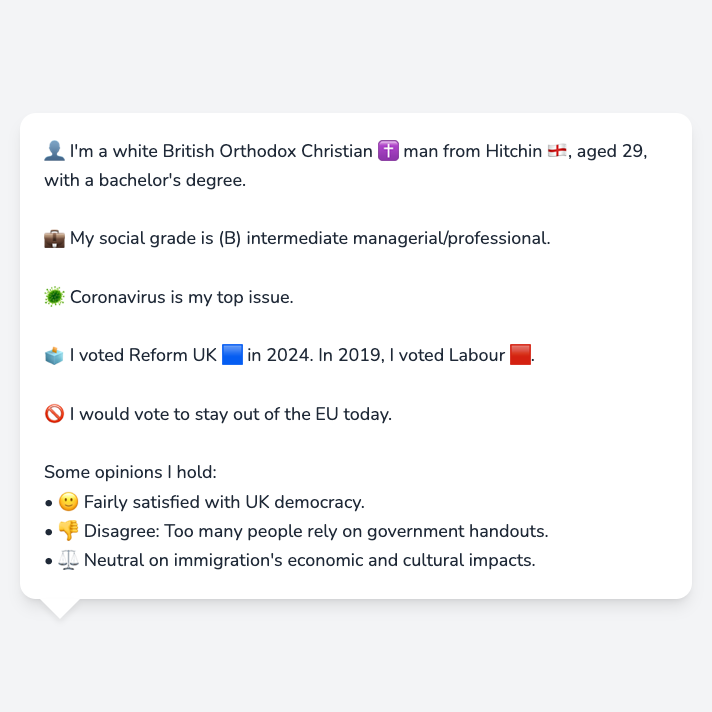 👤 I'm a white British Orthodox Christian ✝️ man from Hitchin 🏴󠁧󠁢󠁥󠁮󠁧󠁿, aged 29,
with a bachelor's degree.
💼 My social grade is (B) intermediate managerial/professional.
🦠 Coronavirus is my top issue.
🗳️ I voted Reform UK 🟦 in 2024. In 2019, I voted Labour 🟥.
🚫 I would vote to stay out of the EU today.
Some opinions I hold:
• 🙂 Fairly satisfied with UK democracy.
• 👎 Disagree: Too many people rely on government handouts.
• ⚖️ Neutral on immigration's economic and cultural impacts.